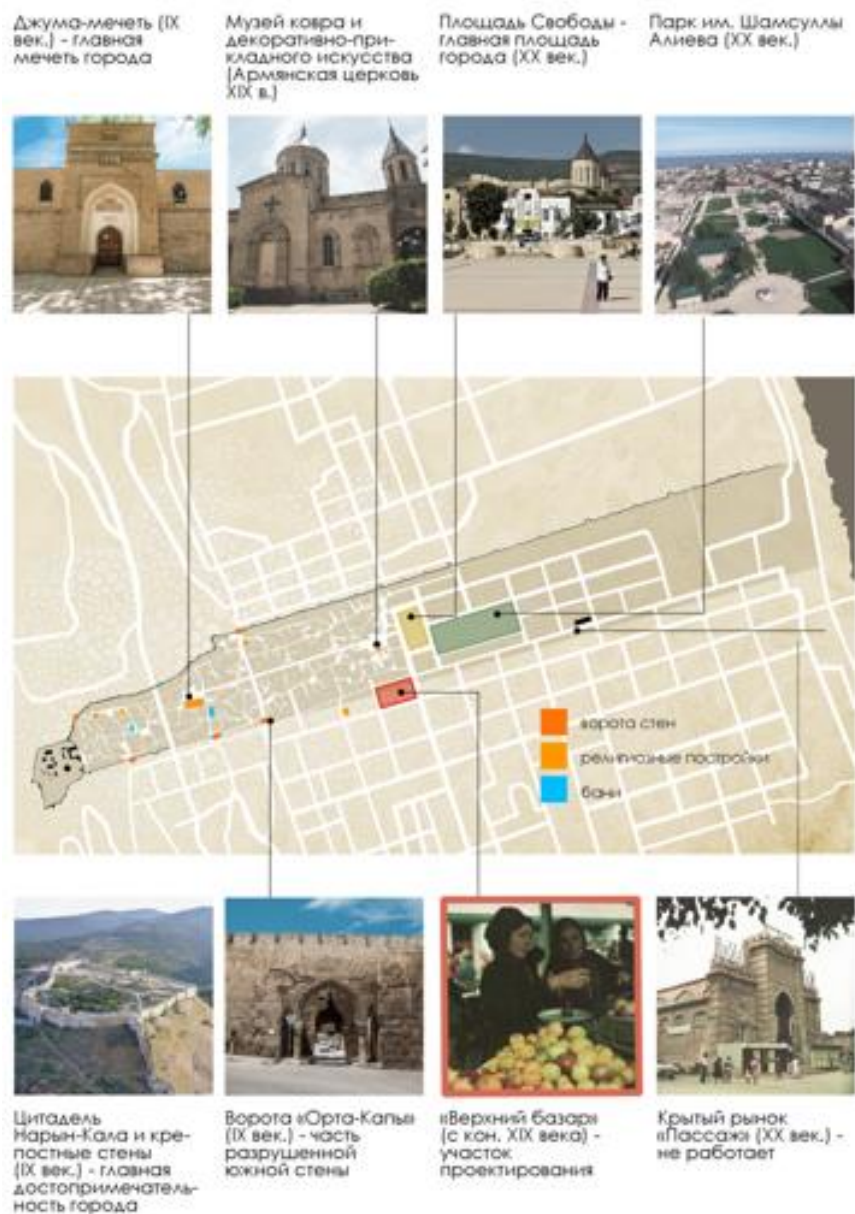 Джума-мечеть (IX
век.) - главная
мечеть города
Музей ковра и
декоративно-при-
кладного искусства
(Армянская церковь
XIX в.)
Площадь Свободы -
главная площадь
города (XX век.)
Парк им. Шамсуллы
Алиева (XX век.)
ворота стен
религиозные постройки
бани
Цитадель
Нарын-Кала и кре-
постные стены
(IX век.) - главная
достопримечатель-
ность города
Ворота «Орта-Капы»
(IX век.) - часть
разрушенной
южной стены
«Верхний базар»
(с кон. XIX века) -
участок
проектирования
Крытый рынок
«Пассаж» (XX век.) -
не работает